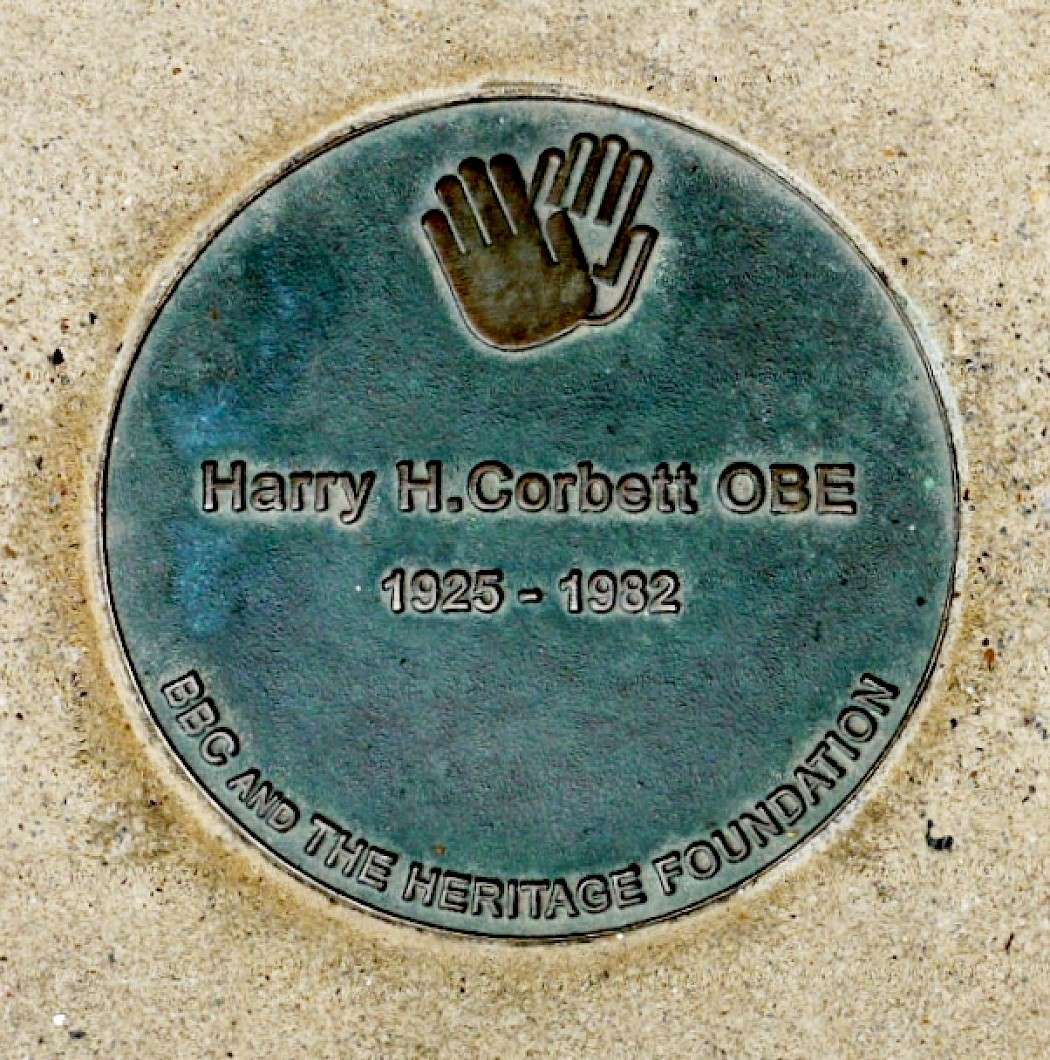 Harry H.Corbett OBE
1925 - 1982
BBC AND THE HERITAGE FOUNDATION